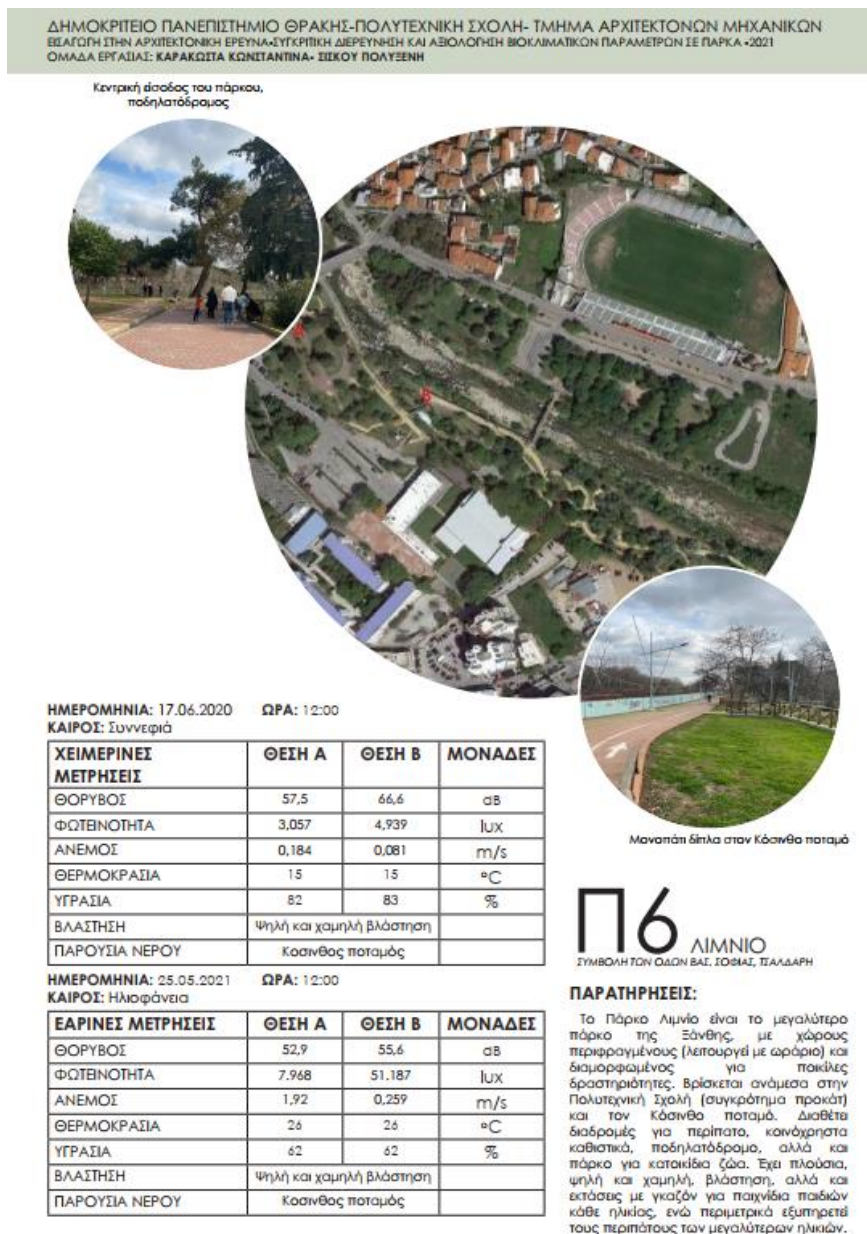 ΔΗΜΟΚΡΙΤΕΙΟ ΠΑΝΕΠΙΣΤΗΜΙΟ ΘΡΑΚΗΣ-ΠΟΛΥΤΕΧΝΙΚΗ ΣΧΟΛΗ- ΤΜΗΜΑ ΑΡΧΙΤΕΚΤΟΝΩΝ ΜΗΧΑΝΙΚΩΝ
ΕΙΣΑΓΩΓΗ ΣΤΗΝ ΑΡΧΙΤΕΚΤΟΝΙΚΗ ΕΡΕΥΝΑ•ΣΥΓΚΡΙΤΙΚΗ ΔΙΕΡΕΥΝΗΣΗ ΚΑΙ ΑΞΙΟΛΟΓΗΣΗ ΒΙΟΚΛΙΜΑΤΙΚΩΝ ΠΑΡΑΜΕΤΡΩΝ ΣΕ ΠΑΡΚΑ •2021
ΟΜΑΔΑ ΕΡΓΑΣΙΑΣ: ΚΑΡΑΚΩΣΤΑ ΚΩΝΣΤΑΝΤΙΝΑ- ΣΙΣΚΟΥ ΠΟΛΥΞΕΝΗ
Κεντρική είσοδος του πάρκου,
ποδηλατόδρομος
A
B
Μονοπάτι δίπλα στον Κόσινθο ποταμό
ΗΜΕΡΟΜΗΝΙΑ: 17.06.2020 ΩΡΑ: 12:00
ΚΑΙΡΟΣ: Συννεφιά
ΧΕΙΜΕΡΙΝΕΣ ΜΕΤΡΗΣΕΙΣ ΘΕΣΗ Α ΘΕΣΗ Β ΜΟΝΑΔΕΣ
ΘΟΡΥΒΟΣ 57,5 66,6 dB
ΦΩΤΕΙΝΟΤΗΤΑ 3,057 4,939 lux
ΑΝΕΜΟΣ 0,184 0,081 m/s
ΘΕΡΜΟΚΡΑΣΙΑ 15 15 °C
ΥΓΡΑΣΙΑ 82 83 %
ΒΛΑΣΤΗΣΗ Ψηλή και χαμηλή βλάστηση
ΠΑΡΟΥΣΙΑ ΝΕΡΟΥ Κοσινθος ποταμός
ΗΜΕΡΟΜΗΝΙΑ: 25.05.2021 ΩΡΑ: 12:00
ΚΑΙΡΟΣ: Ηλιοφάνεια
ΕΑΡΙΝΕΣ ΜΕΤΡΗΣΕΙΣ ΘΕΣΗ Α ΘΕΣΗ Β ΜΟΝΑΔΕΣ
ΘΟΡΥΒΟΣ 52,9 55,6 dB
ΦΩΤΕΙΝΟΤΗΤΑ 7.968 51.187 lux
ΑΝΕΜΟΣ 1,92 0,259 m/s
ΘΕΡΜΟΚΡΑΣΙΑ 26 26 °C
ΥΓΡΑΣΙΑ 62 62 %
ΒΛΑΣΤΗΣΗ Ψηλή και χαμηλή βλάστηση
ΠΑΡΟΥΣΙΑ ΝΕΡΟΥ Κοσινθος ποταμός
Π6 ΛΙΜΝΙΟ
ΣΥΜΒΟΛΗ ΤΩΝ ΟΔΩΝ ΒΑΣ. ΣΟΦΙΑΣ, ΤΣΑΛΔΑΡΗ
ΠΑΡΑΤΗΡΗΣΕΙΣ:
Το Πάρκο Λιμνίο είναι το μεγαλύτερο
πάρκο της Ξάνθης, με χώρους
περιφραγμένους (λειτουργεί με ωράριο) και
διαμορφωμένος για ποικίλες
δραστηριότητες. Βρίσκεται ανάμεσα στην
Πολυτεχνική Σχολή (συγκρότημα προκάτ)
και τον Κόσινθο ποταμό. Διαθέτει
διαδρομές για περίπατο, κοινόχρηστα
καθιστικά, ποδηλατόδρομο, αλλά και
πάρκο για κατοικίδια ζώα. Έχει πλούσια,
ψηλή και χαμηλή, βλάστηση, αλλά και
εκτάσεις με γκαζόν για παιχνίδια παιδιών
κάθε ηλικίας, ενώ περιμετρικά εξυπηρετεί
τους περιπάτους των μεγαλύτερων ηλικιών.